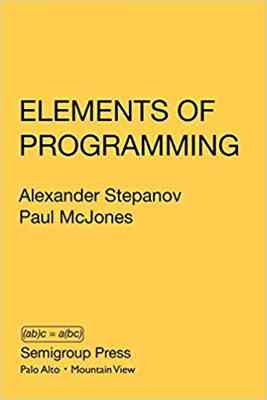 ELEMENTS OF
PROGRAMMING
Alexander Stepanov
Paul McJones
(ab)c = a(bc)
Semigroup Press
Palo Alto • Mountain View